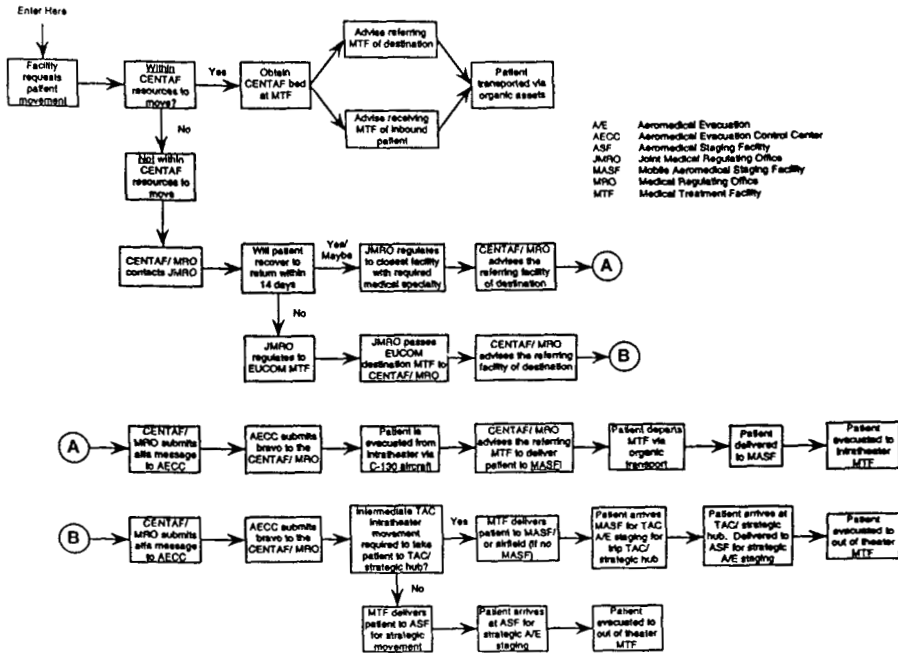 Enter Here
Facility
requests
patient
movement
Within
CENTAF
resources to
move?
Yes
Obtain
CENTAF bed
at MTF
Advise referring
MTF of destination
Advise receiving
MTF of inbound
patient
Patient
transported via
organic assets
A/E Aeromedical Evacuation
AECC Aeromedical Evacuation Control Center
ASF Aeromedical Staging Facility
JMRO Joint Medical Regulating Office
MASF Mobile Aeromedical Staging Facility
MRO Medical Regulating Office
MTF Medical Treatment Facility
No
Not within
CENTAF
resources to
move
CENTAF/ MRO
contacts JMRO
Will patient
recover to
return within
14 days
Yes/
Maybe
JMRO regulates
to closest facility
with required
medical specialty
CENTAF/ MRO
advises the
referring facility
of destination
A
No
JMRO
regulates to
EUCOM MTF
JMRO passes
EUCOM
destination MTF to
CENTAF/ MRO
CENTAF/ MRO
advises the referring
facility of destination
B
A
CENTAF/
MRO submits
alfa message
to AECC
AECC submits
bravo to the
CENTAF/ MRO
Patient is
evacuated from
intratheater via
C-130 aircraft
CENTAF/ MRO
advises the referring
MTF to deliver
patient to MASF
Patient departs
MTF via
organic
transport
Patient
delivered
to MASF
Patient
evacuated to
intratheater
MTF
B
CENTAF/
MRO submits
alfa message
to AECC
AECC submits
bravo to the
CENTAF/ MRO
Intermediate TAC
intratheater
movement
required to take
patient to TAC/
strategic hub?
Yes
MTF delivers
patient to MASF/
or airfield (if no
MASF)
Patient arrives
MASF for TAC
A/E staging for
trip TAC/
strategic hub
Patient arrives at
TAC/ strategic
hub. Delivered to
ASF for strategic
A/E staging
Patient
evacuated to
out of theater
MTF
No
MTF delivers
patient to ASF
for strategic
movement
Patient arrives
at ASF for
strategic A/E
staging
Patient
evacuated to
out of theater
MTF